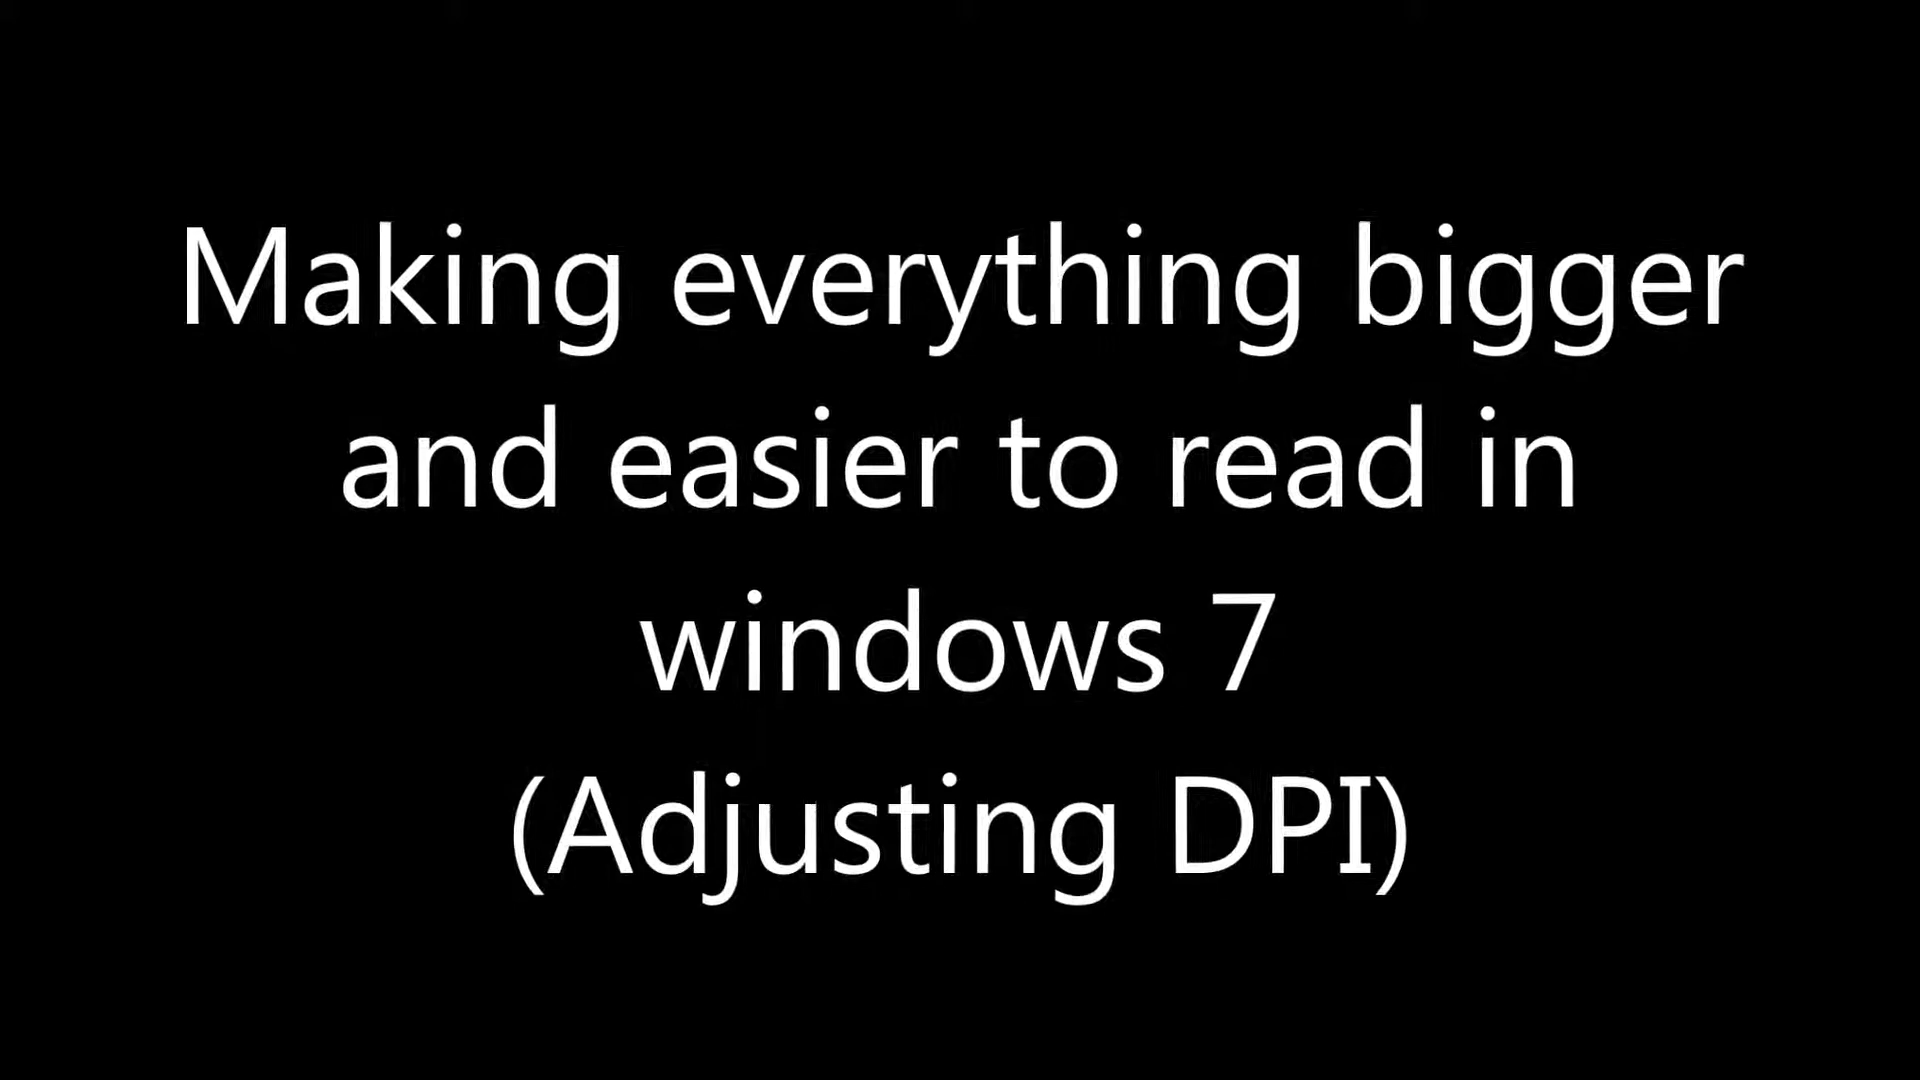 Making everything bigger
and easier to read in
windows 7
(Adjusting DPI)